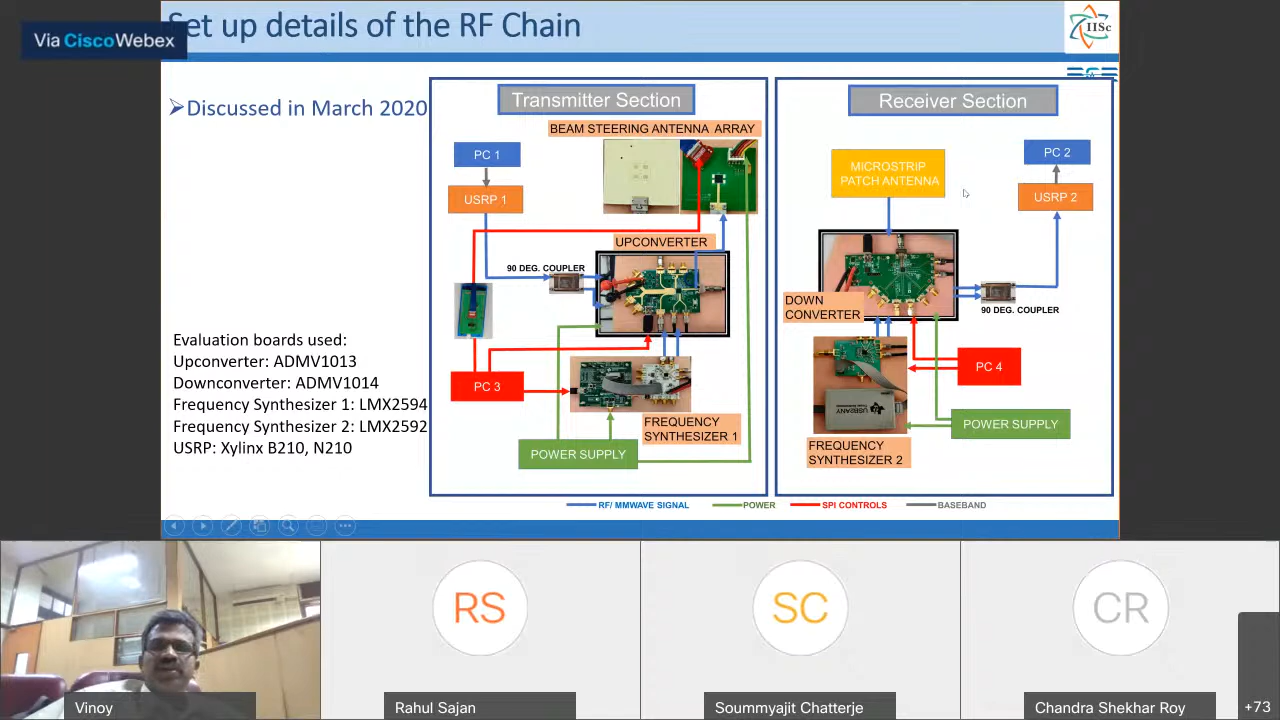 Set up details of the RF Chain
Via CiscoWebex
IISc
➢Discussed in March 2020
Transmitter Section
BEAM STEERING ANTENNA ARRAY
PC 1
USRP 1
UPCONVERTER
90 DEG. COUPLER
PC 3
FREQUENCY
SYNTHESIZER 1
POWER SUPPLY
Receiver Section
MICROSTRIP
PATCH ANTENNA
PC 2
USRP 2
DOWN
CONVERTER
90 DEG. COUPLER
PC 4
POWER SUPPLY
FREQUENCY
SYNTHESIZER 2
Evaluation boards used:
Upconverter: ADMV1013
Downconverter: ADMV1014
Frequency Synthesizer 1: LMX2594
Frequency Synthesizer 2: LMX2592
USRP: Xylinx B210, N210
RF/ MMWAVE SIGNAL
POWER
SPI CONTROLS
BASEBAND
RS
SC
CR
Vinoy
Rahul Sajan
Soummyajit Chatterje
Chandra Shekhar Roy
+73